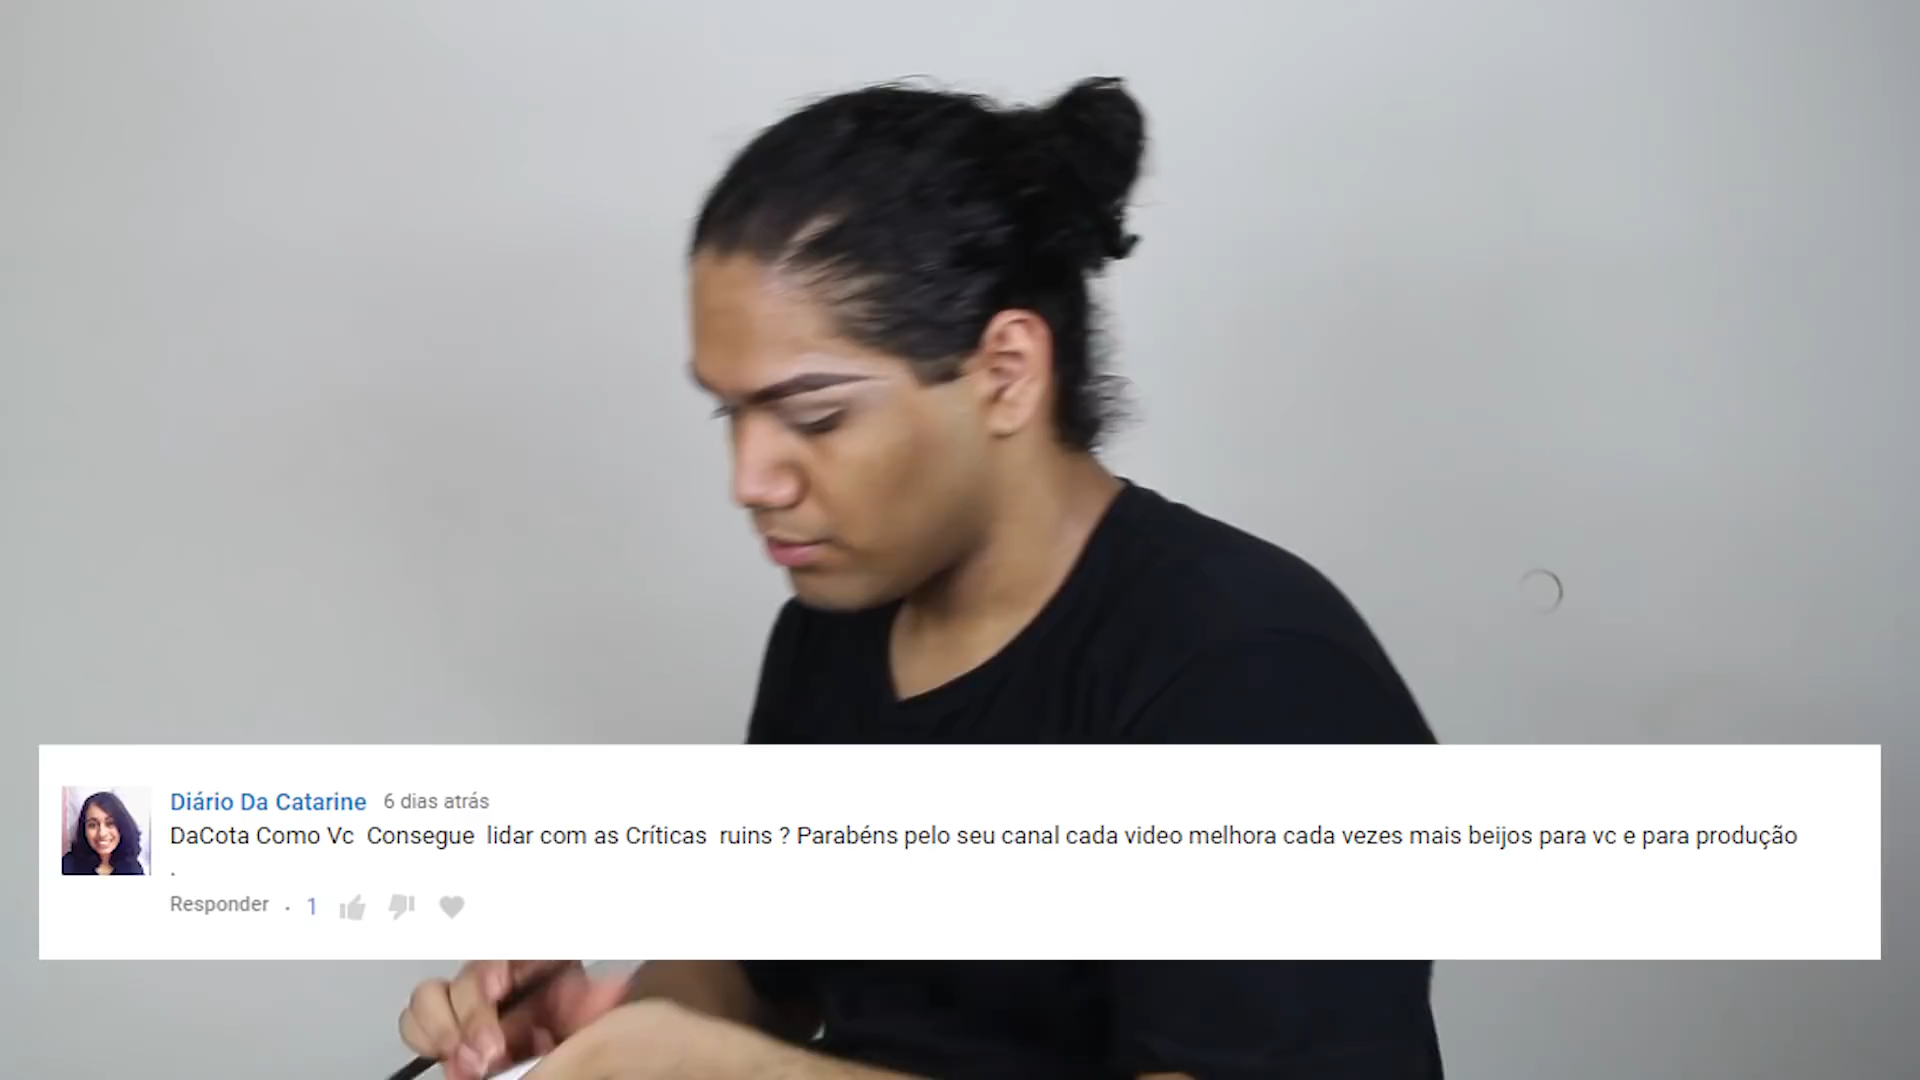 Diário Da Catarine 6 dias atrás
DaCota Como Vc Consegue lidar com as Críticas ruins ? Parabéns pelo seu canal cada video melhora cada vezes mais beijos para vc e para produção
.
Responder . 1